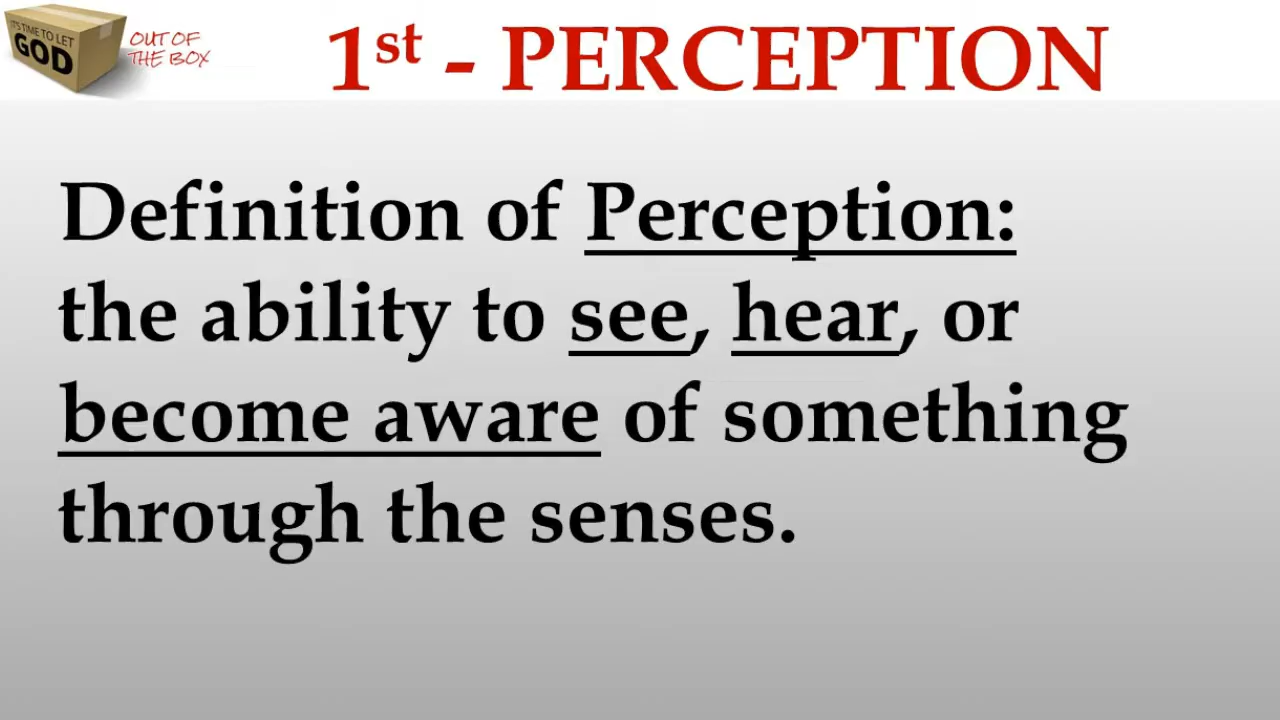 IT'S TIME TO LET
GOD
OUT OF
THE BOX
1st - PERCEPTION
Definition of Perception:
the ability to see, hear, or
become aware of something
through the senses.